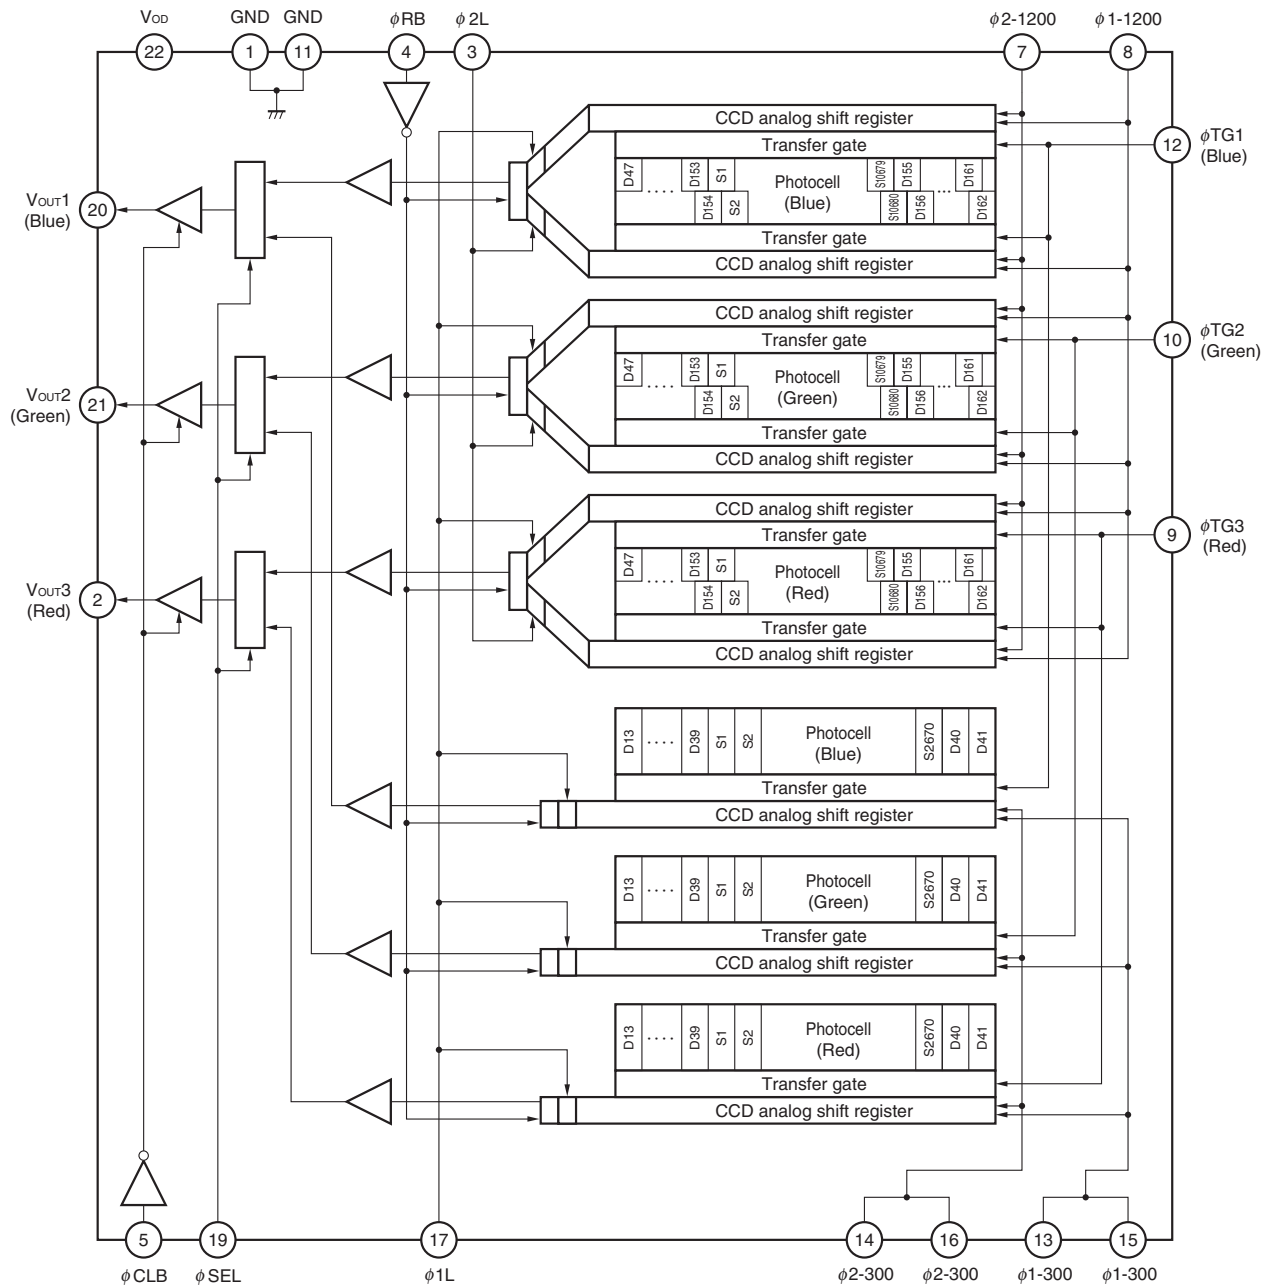 VOD GND GND φRB φ2L φ2-1200 φ1-1200
22 1 11 4 3 7 8
CCD analog shift register
Transfer gate
12 φTG1
(Blue)
D47 .... D153 S1 Photocell S10679 D155 ... D161
D154 S2 (Blue) S10680 D156 D162
VOUT1
(Blue)
20
Transfer gate
CCD analog shift register
CCD analog shift register
Transfer gate
10 φTG2
(Green)
D47 .... D153 S1 Photocell S10679 D155 ... D161
D154 S2 (Green) S10680 D156 D162
VOUT2
(Green)
21
Transfer gate
CCD analog shift register
CCD analog shift register
Transfer gate
9 φTG3
(Red)
D47 .... D153 S1 Photocell S10679 D155 ... D161
D154 S2 (Red) S10680 D156 D162
VOUT3
(Red)
2
Transfer gate
CCD analog shift register
D13 .... D39 S1 S2 Photocell S2670 D40 D41
(Blue)
Transfer gate
CCD analog shift register
D13 .... D39 S1 S2 Photocell S2670 D40 D41
(Green)
Transfer gate
CCD analog shift register
D13 .... D39 S1 S2 Photocell S2670 D40 D41
(Red)
Transfer gate
CCD analog shift register
5 19 17 14 16 13 15
φCLB φSEL φ1L φ2-300 φ2-300 φ1-300 φ1-300